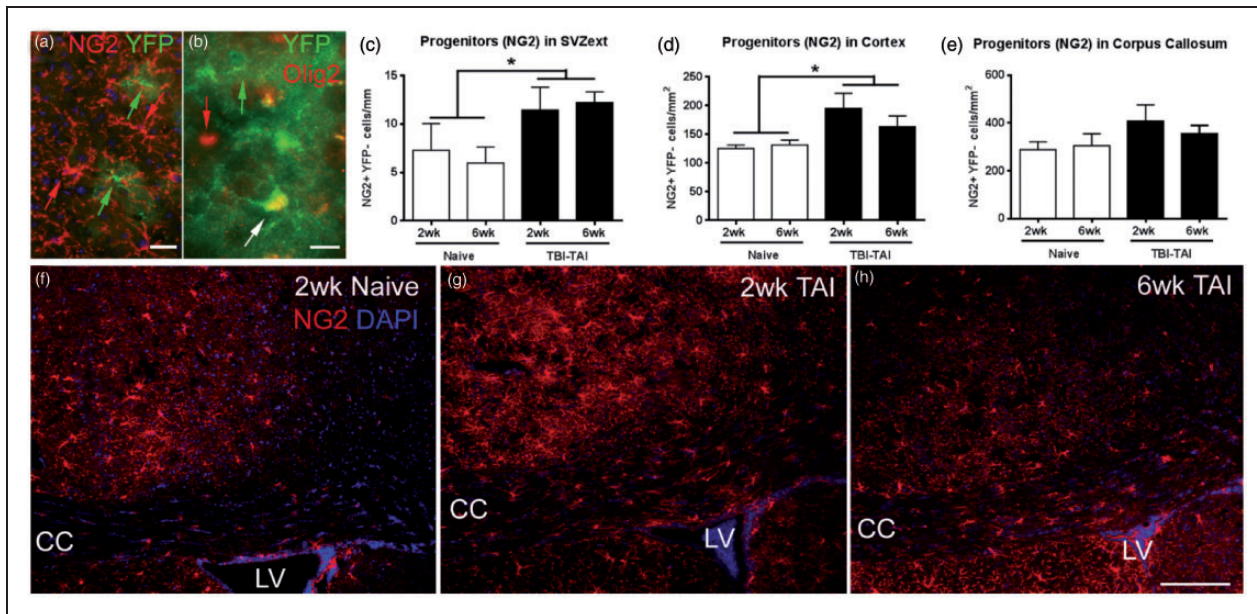 (a) NG2 YFP
(b) YFP
Olig2
(c) Progenitors (NG2) in SVZext
NG2+ YFP- cells/mm
15
10
5
0
2wk 6wk 2wk 6wk
Naive TBI-TAI
*
(d) Progenitors (NG2) in Cortex
NG2+ YFP- cells/mm²
250
200
150
100
50
0
2wk 6wk 2wk 6wk
Naive TBI-TAI
*
(e) Progenitors (NG2) in Corpus Callosum
NG2+ YFP- cells/mm²
600
400
200
0
2wk 6wk 2wk 6wk
Naive TBI-TAI
(f) 2wk Naive
NG2 DAPI
CC
LV
(g) 2wk TAI
CC
LV
(h) 6wk TAI
CC
LV